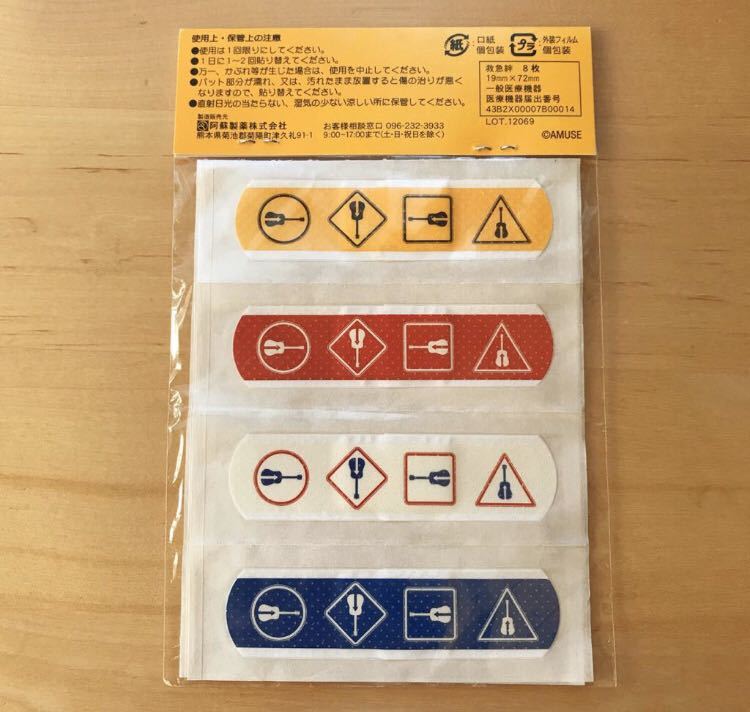 使用上・保管上の注意
●使用は1回限りにしてください。
●1日に1〜2回貼り替えてください。
●万一、かぶれ等が生じた場合は、使用を中止してください。
●パット部分が濡れ、又は、汚れたまま放置すると傷の治りが悪く
なりますので、貼り替えてください。
●直射日光の当たらない、湿気の少ない涼しい所に保管してください。
製造販売元
阿蘇製薬株式会社
熊本県菊池郡菊陽町津久礼91-1
お客様相談窓口 096-232-3933
9:00~17:00まで(土・日・祝日を除く)
紙 口紙
個包装
プラ 外装フィルム
個包装
救急絆 8枚
19mm×72mm
一般医療機器
医療機器届出番号
43B2X00007B00014
LOT.12069
©AMUSE